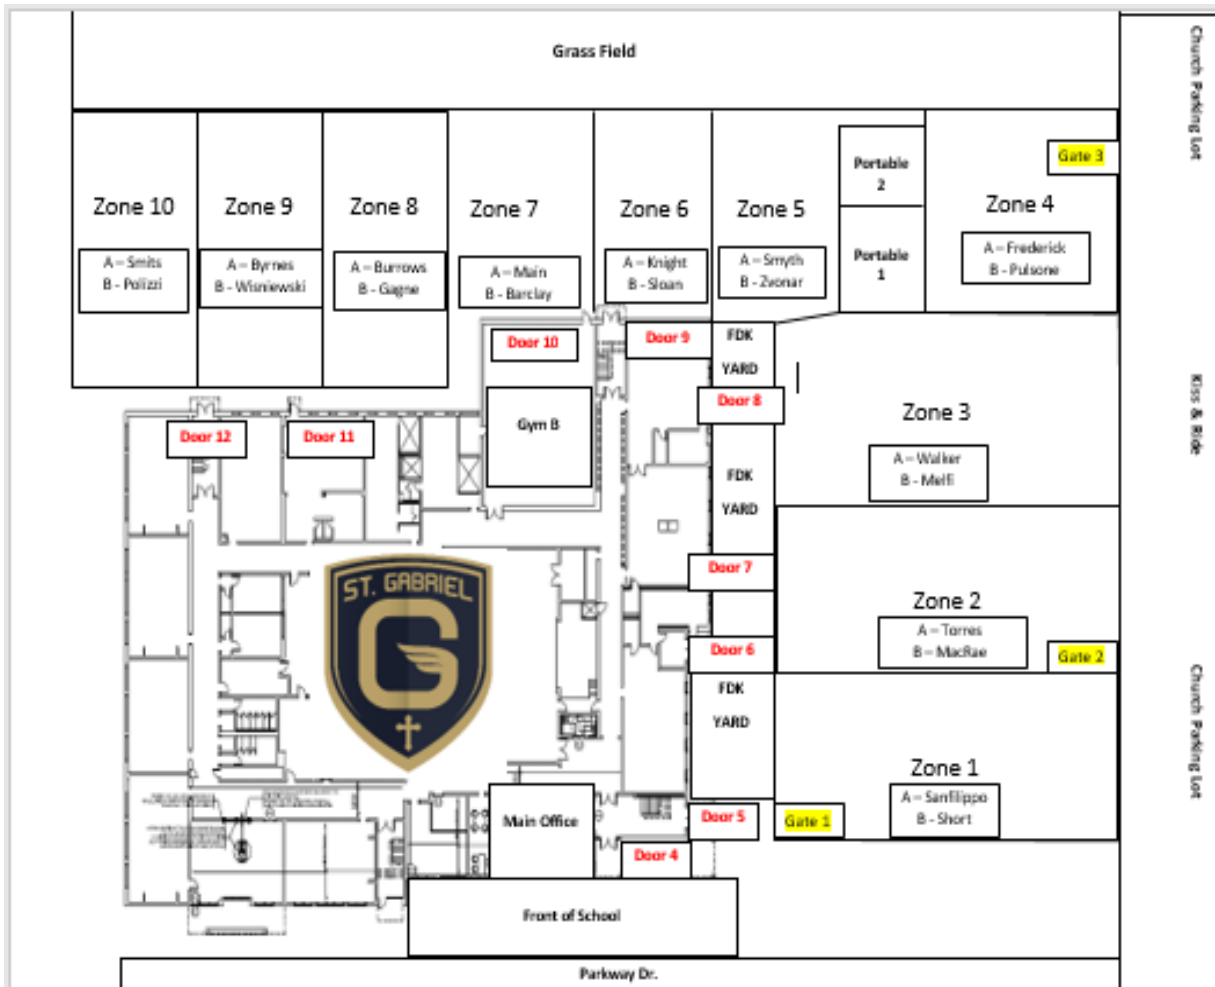 Grass Field
Church Parking Lot
Gate 3
Portable
2
Zone 10
Zone 9
Zone 8
Zone 7
Zone 6
Zone 5
Zone 4
A – Smits
B - Polizzi
A – Byrnes
B - Wisniewski
A – Burrows
B - Gagne
A – Main
B - Barclay
A – Knight
B - Sloan
A – Smyth
B - Zvonar
Portable
1
A – Frederick
B - Pulsone
Door 10
Door 9
FDK
YARD
Door 8
Kiss & Ride
Zone 3
Door 12
Door 11
Gym B
A – Walker
B - Melfi
FDK
YARD
Door 7
ST. GABRIEL
G
Zone 2
A – Torres
B – MacRae
Door 6
Gate 2
FDK
YARD
Church Parking Lot
Zone 1
A – Sanfilippo
B - Short
Main Office
Door 5
Gate 1
Door 4
Front of School
Parkway Dr.